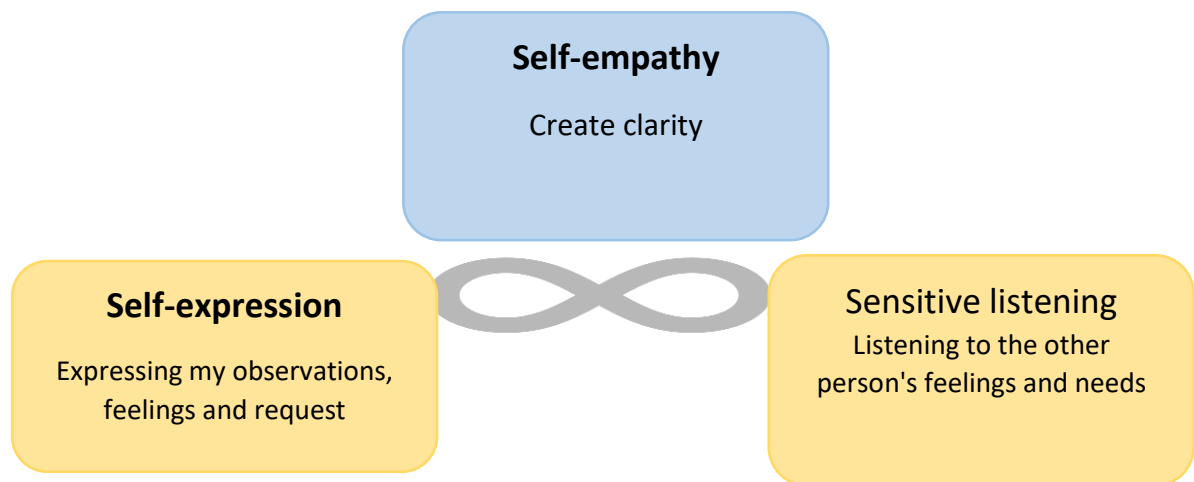 Self-empathy
Create clarity
Self-expression
Expressing my observations,
feelings and request
Sensitive listening
Listening to the other
person's feelings and needs